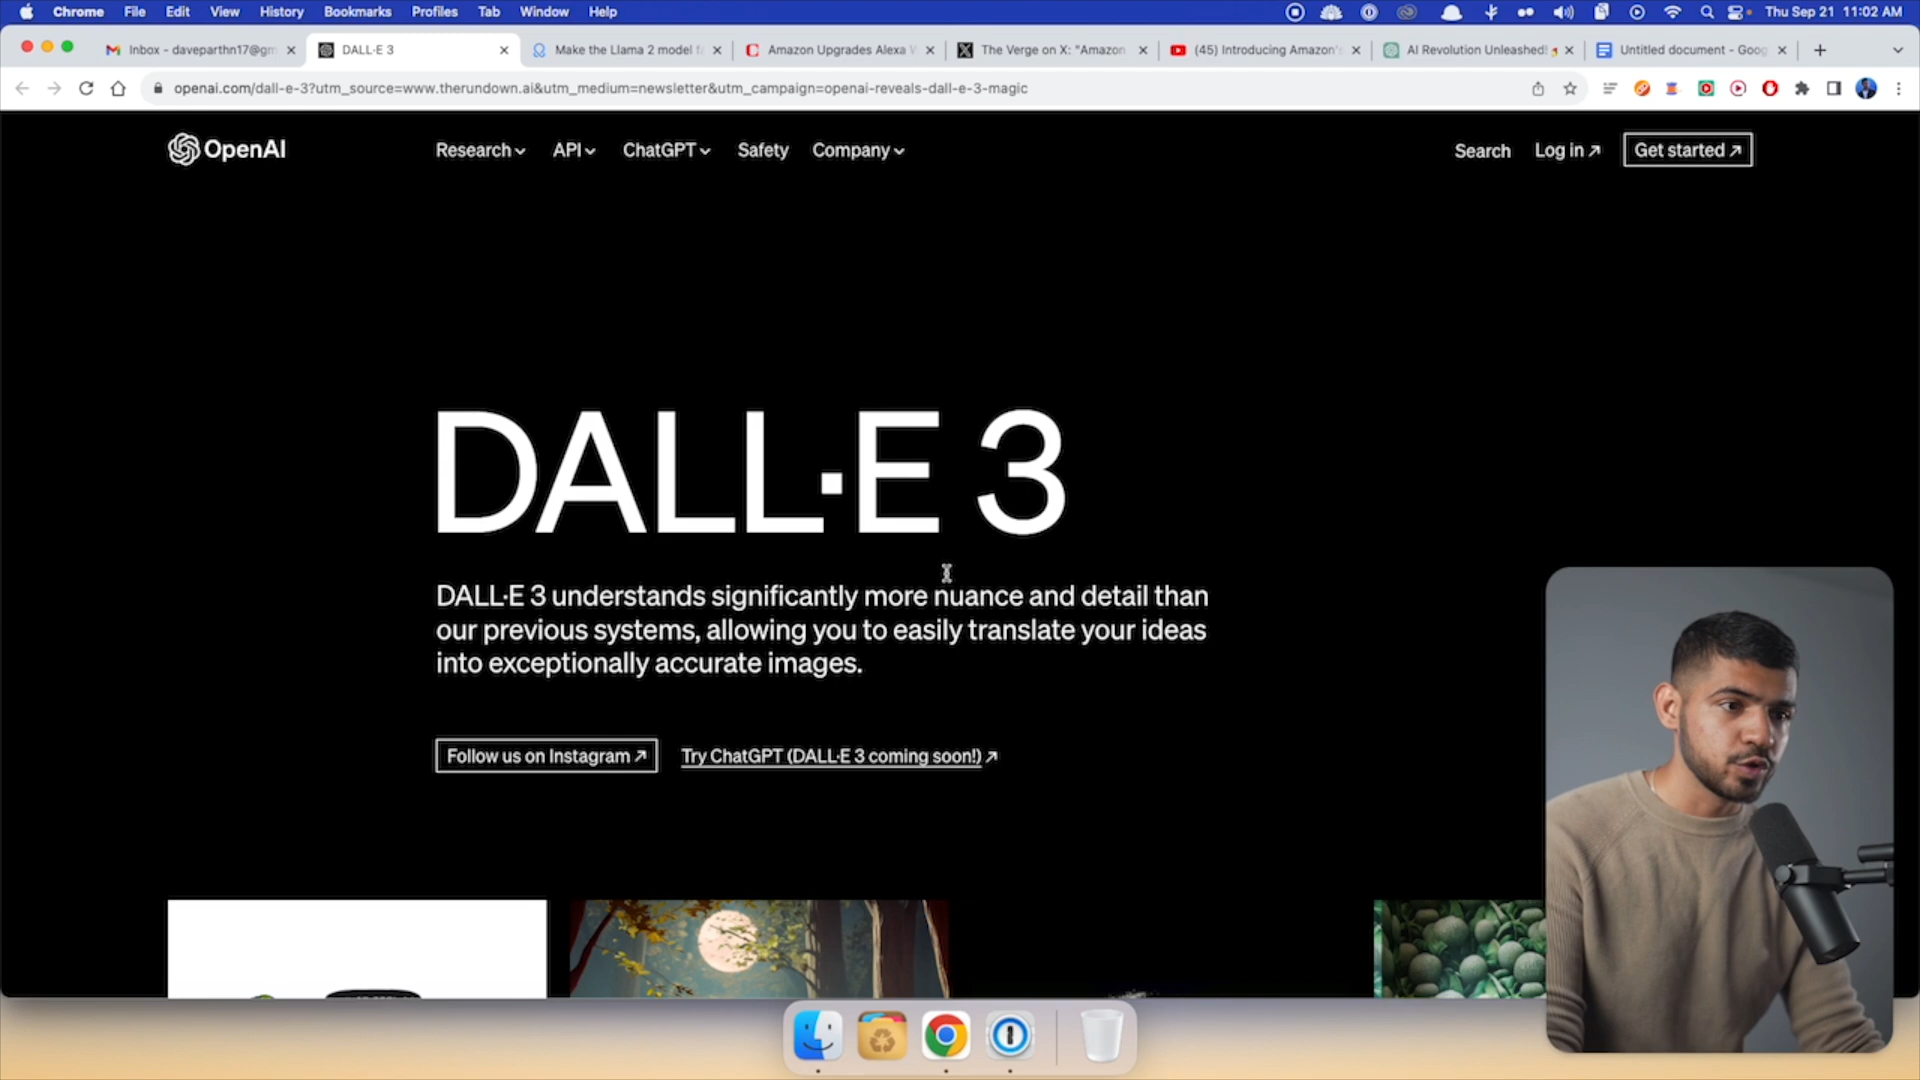 Chrome File Edit View History Bookmarks Profiles Tab Window Help Thu Sep 21 11:02 AM
Inbox - daveparthn17@gm DALL·E 3 Make the Llama 2 model fa Amazon Upgrades Alexa The Verge on X: "Amazon (45) Introducing Amazon's AI Revolution Unleashed! Untitled document - Goog
openai.com/dall-e-3?utm_source=www.therundown.ai&utm_medium=newsletter&utm_campaign=openai-reveals-dall-e-3-magic
OpenAI Research API ChatGPT Safety Company Search Log in ↗ Get started ↗
DALL·E 3
DALL·E 3 understands significantly more nuance and detail than
our previous systems, allowing you to easily translate your ideas
into exceptionally accurate images.
Follow us on Instagram ↗ Try ChatGPT (DALL·E 3 coming soon!) ↗